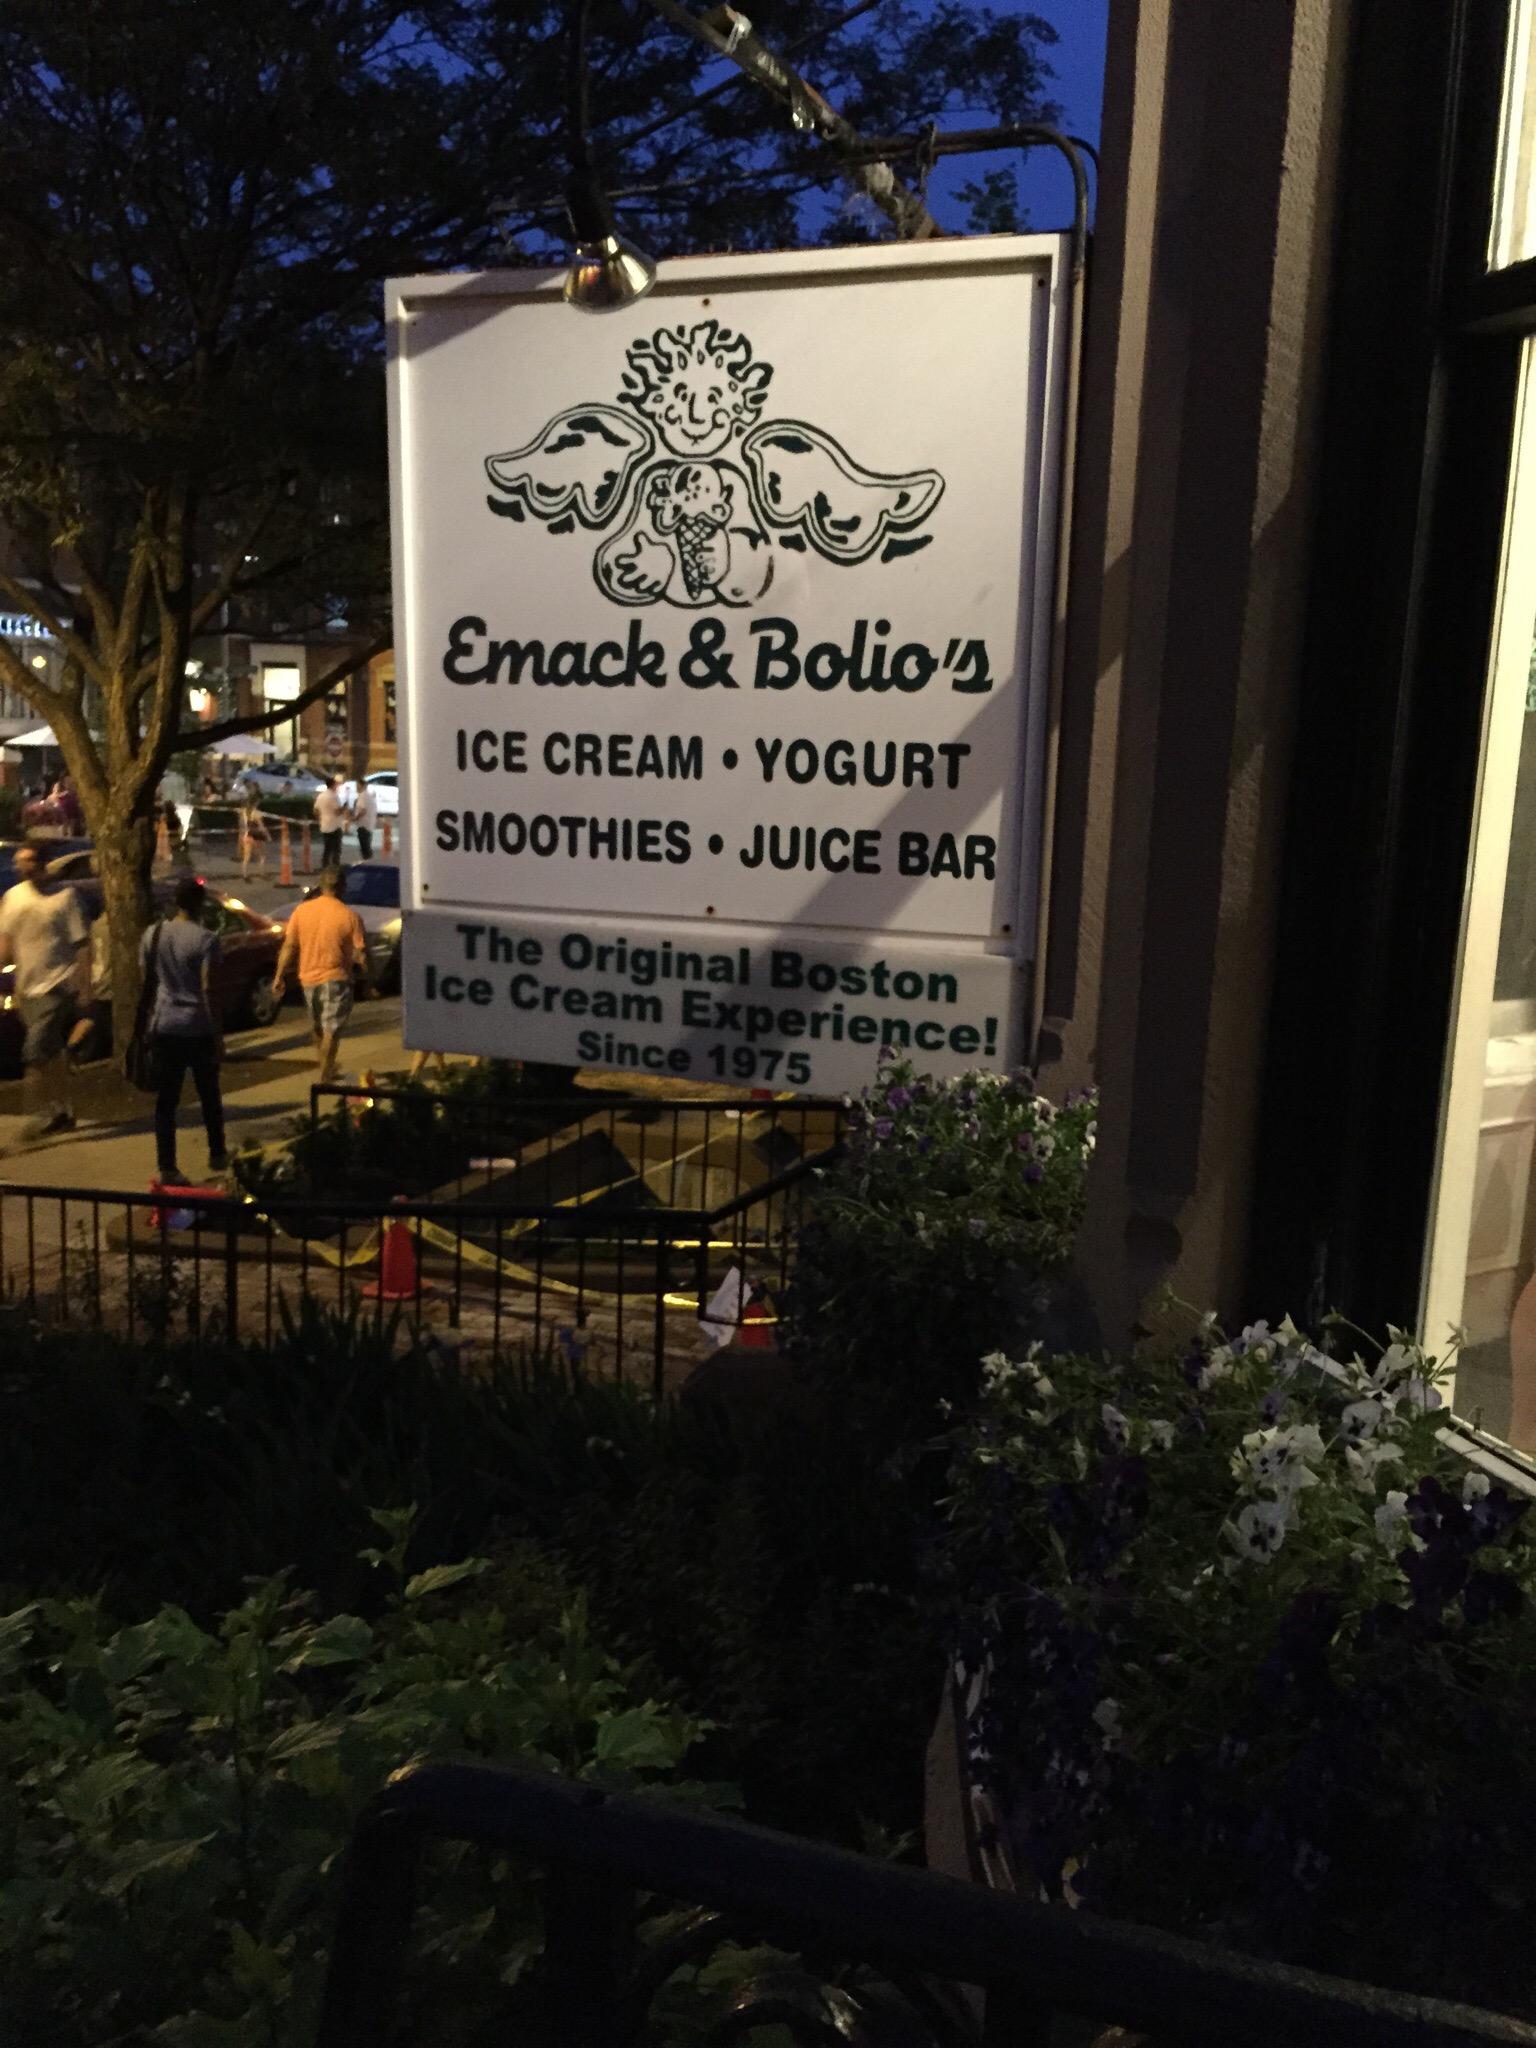 Emack & Bolio's
ICE CREAM • YOGURT
SMOOTHIES • JUICE BAR
The Original Boston
Ice Cream Experience!
Since 1975